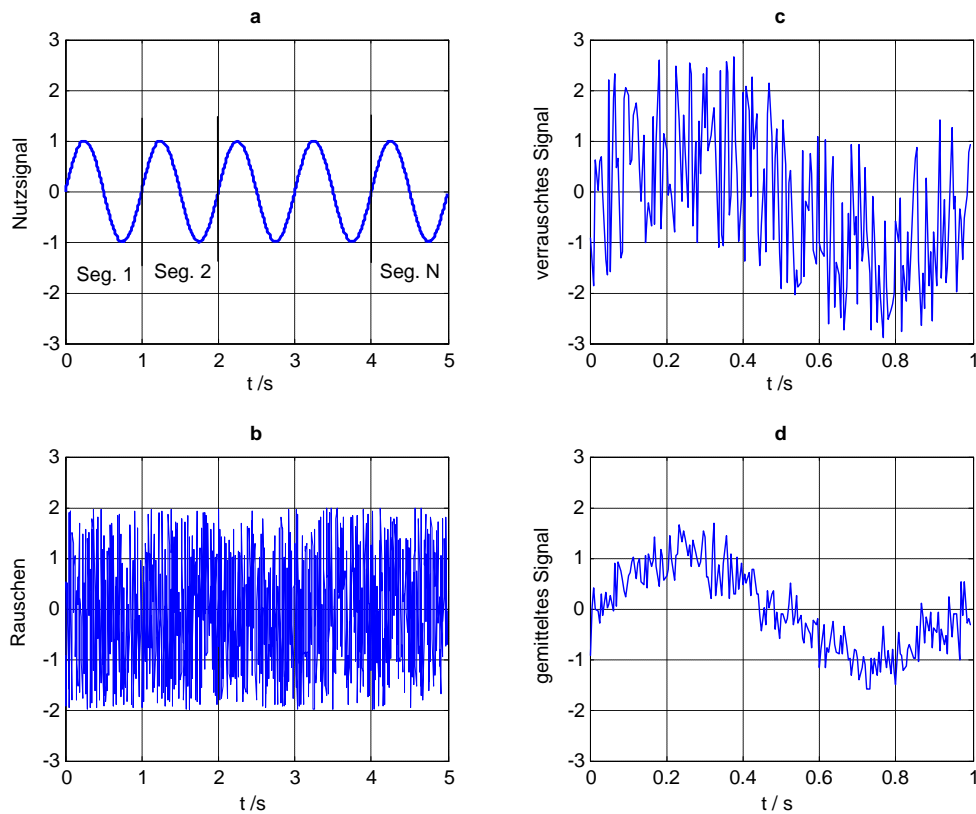 a
Nutzsignal
3
2
1
0
-1
-2
-3
Seg. 1 Seg. 2 Seg. N
0 1 2 3 4 5
t /s
c
verrauschtes Signal
3
2
1
0
-1
-2
-3
0 0.2 0.4 0.6 0.8 1
t /s
b
Rauschen
3
2
1
0
-1
-2
-3
0 1 2 3 4 5
t /s
d
gemitteltes Signal
3
2
1
0
-1
-2
-3
0 0.2 0.4 0.6 0.8 1
t / s